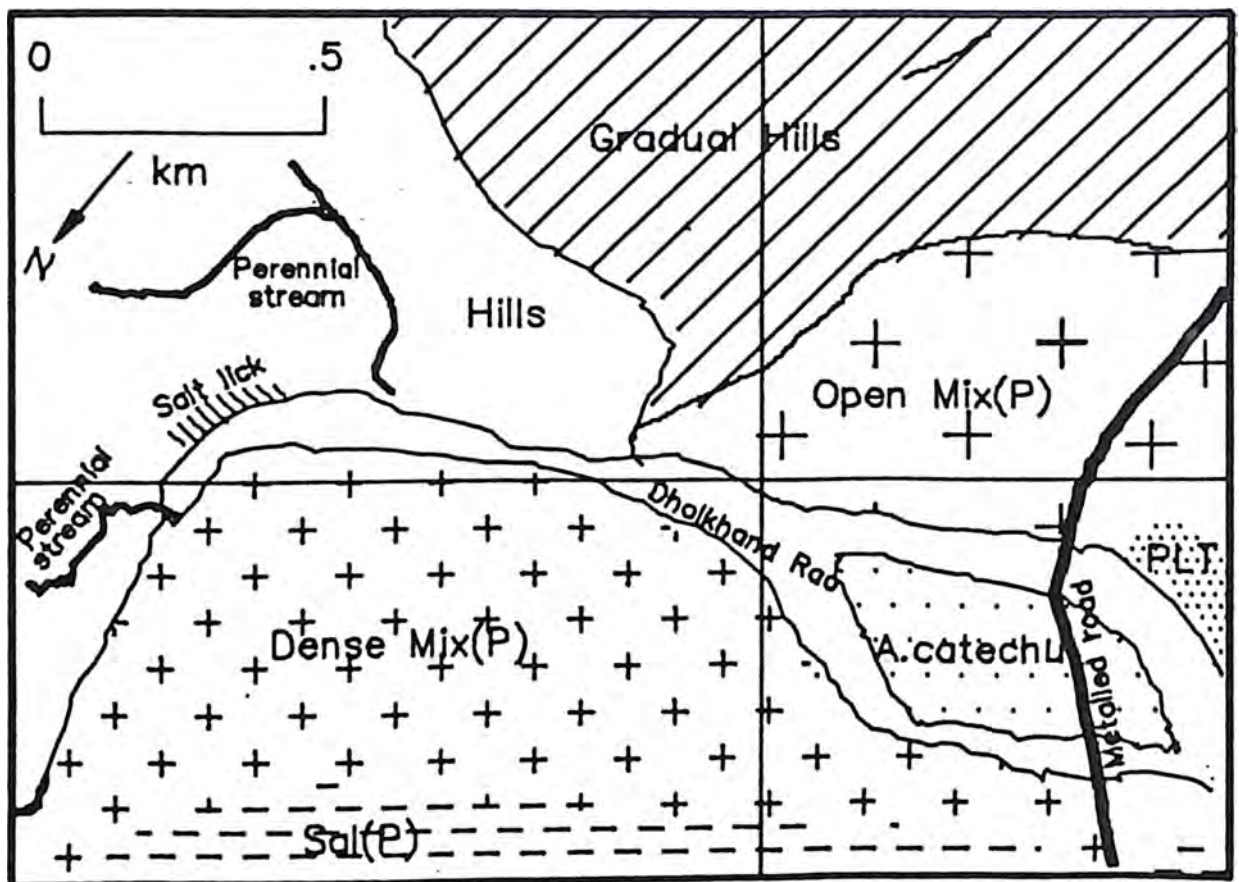 0 .5
km
N
Gradual Hills
Perennial
stream
Hills
Salt lick
Open Mix(P)
Perennial
stream
Dholkhand Rao
PLT
Dense Mix(P)
A.catechu
Metalled road
Sal(P)